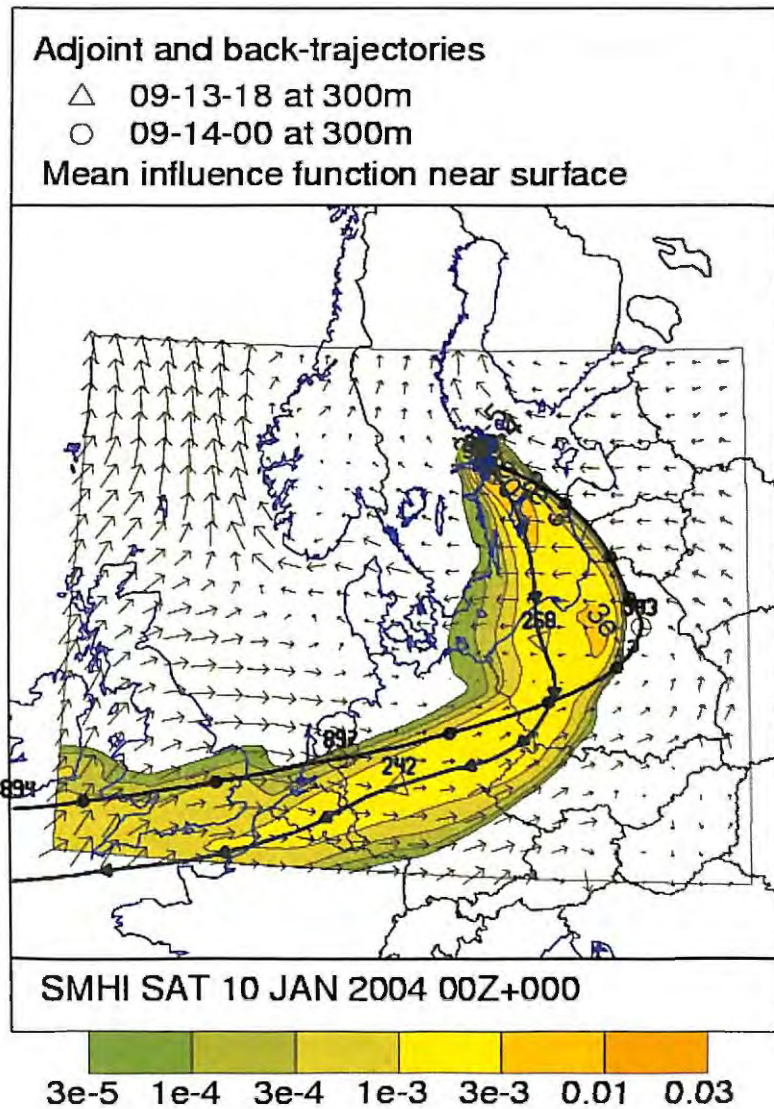 Adjoint and back-trajectories
△ 09-13-18 at 300m
○ 09-14-00 at 300m
Mean influence function near surface
268
892
242
894
SMHI SAT 10 JAN 2004 00Z+000
3e-5 1e-4 3e-4 1e-3 3e-3 0.01 0.03